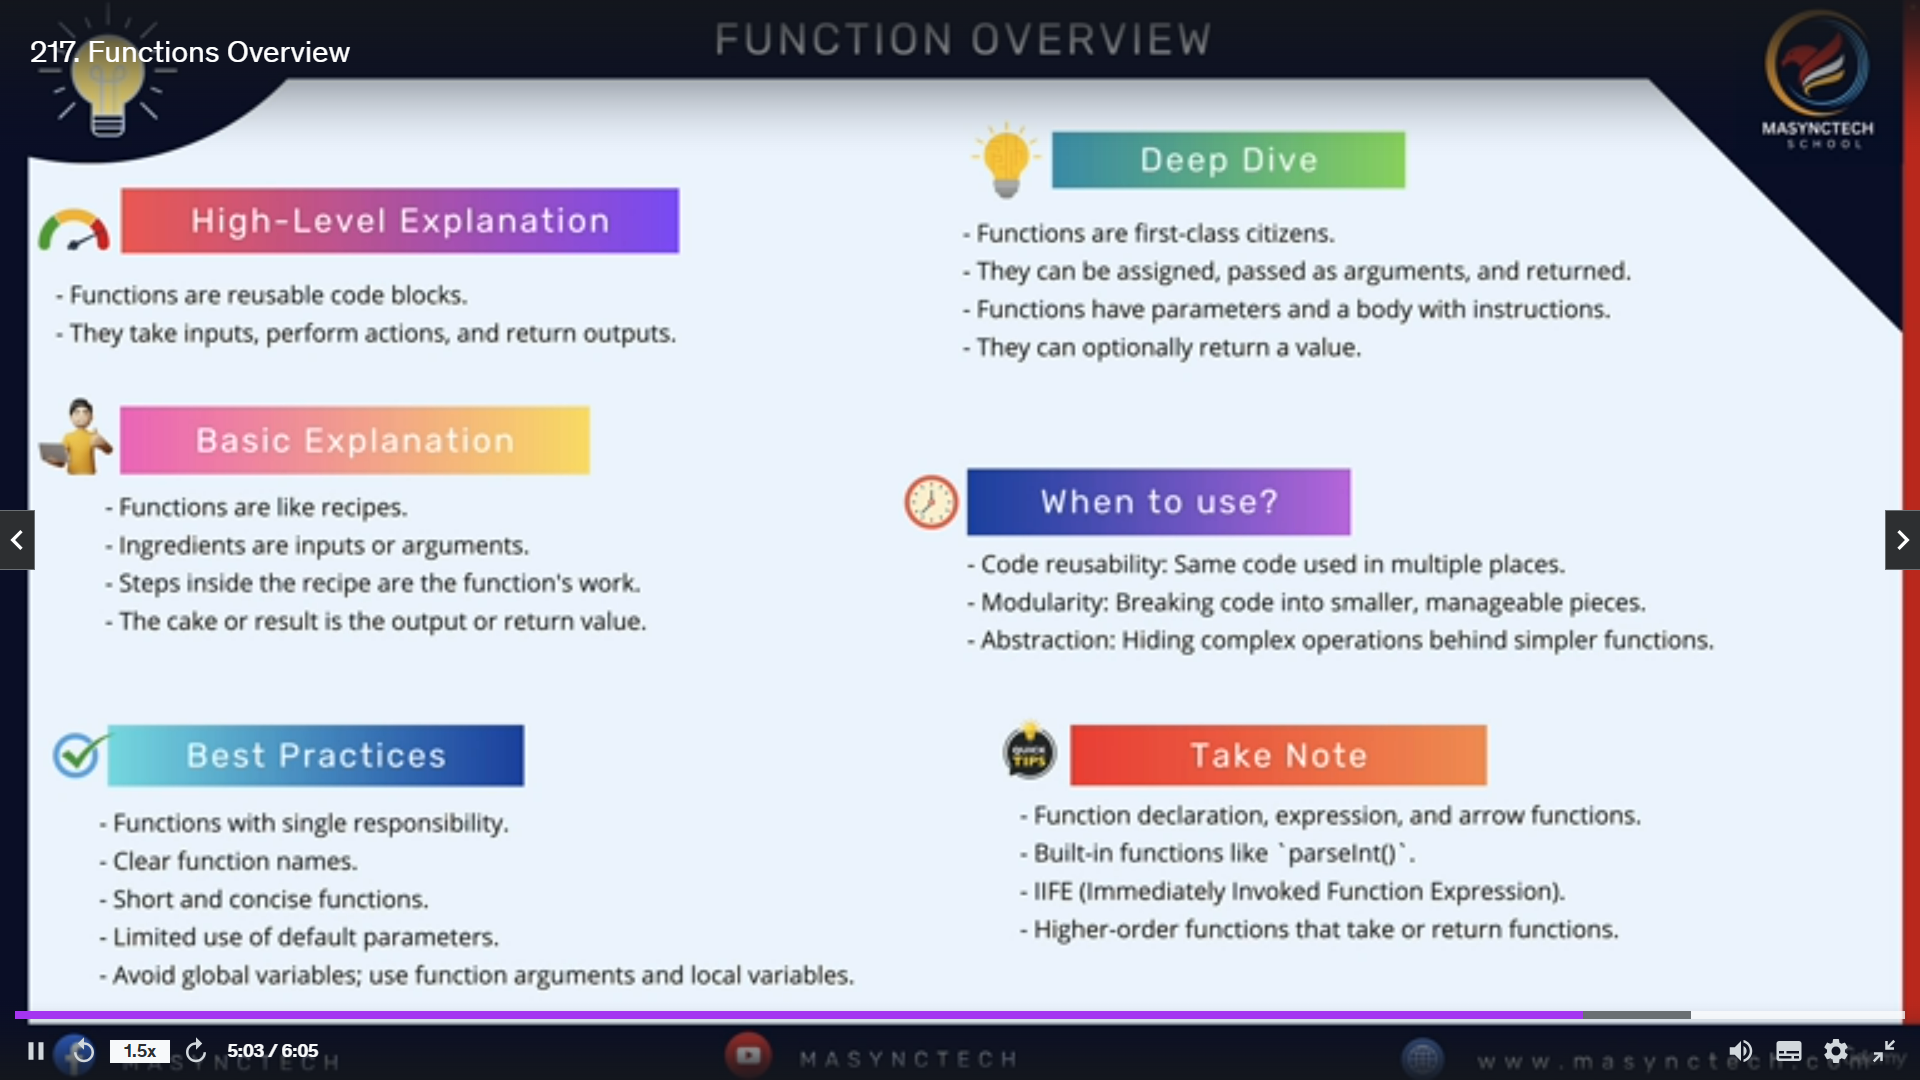 FUNCTION OVERVIEW
217. Functions Overview
MASYNCTECH
SCHOOL
High-Level Explanation
- Functions are reusable code blocks.
- They take inputs, perform actions, and return outputs.
Basic Explanation
- Functions are like recipes.
- Ingredients are inputs or arguments.
- Steps inside the recipe are the function's work.
- The cake or result is the output or return value.
Best Practices
- Functions with single responsibility.
- Clear function names.
- Short and concise functions.
- Limited use of default parameters.
- Avoid global variables; use function arguments and local variables.
Deep Dive
- Functions are first-class citizens.
- They can be assigned, passed as arguments, and returned.
- Functions have parameters and a body with instructions.
- They can optionally return a value.
When to use?
- Code reusability: Same code used in multiple places.
- Modularity: Breaking code into smaller, manageable pieces.
- Abstraction: Hiding complex operations behind simpler functions.
QUICK
TIPS
Take Note
- Function declaration, expression, and arrow functions.
- Built-in functions like `parseInt()`.
- IIFE (Immediately Invoked Function Expression).
- Higher-order functions that take or return functions.
1.5x
5:03 / 6:05
MASYNCTECH
MASYNCTECH
www.masynctech.com